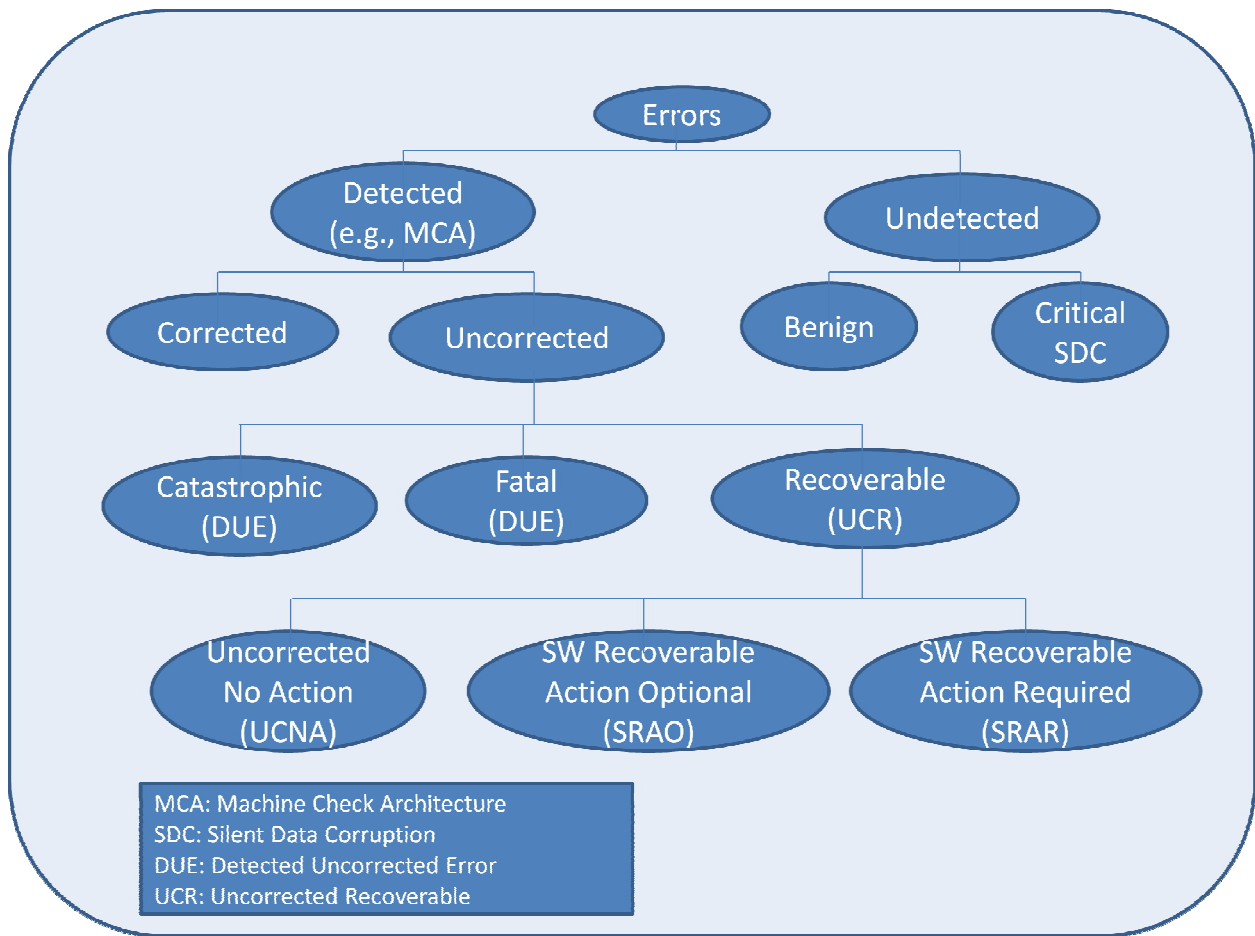 Errors
Detected
(e.g., MCA)
Undetected
Corrected
Uncorrected
Benign
Critical
SDC
Catastrophic
(DUE)
Fatal
(DUE)
Recoverable
(UCR)
Uncorrected
No Action
(UCNA)
SW Recoverable
Action Optional
(SRAO)
SW Recoverable
Action Required
(SRAR)
MCA: Machine Check Architecture
SDC: Silent Data Corruption
DUE: Detected Uncorrected Error
UCR: Uncorrected Recoverable